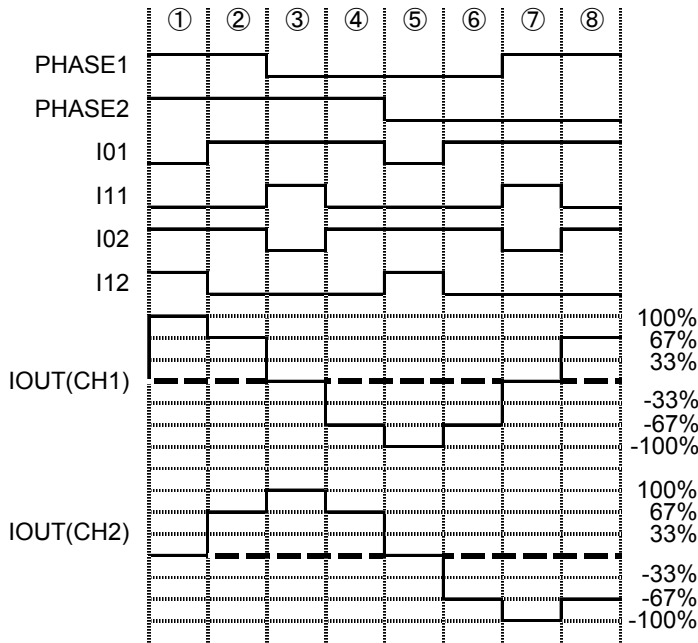 ① ② ③ ④ ⑤ ⑥ ⑦ ⑧
PHASE1
PHASE2
I01
I11
I02
I12
IOUT(CH1)
100%
67%
33%
-33%
-67%
-100%
IOUT(CH2)
100%
67%
33%
-33%
-67%
-100%